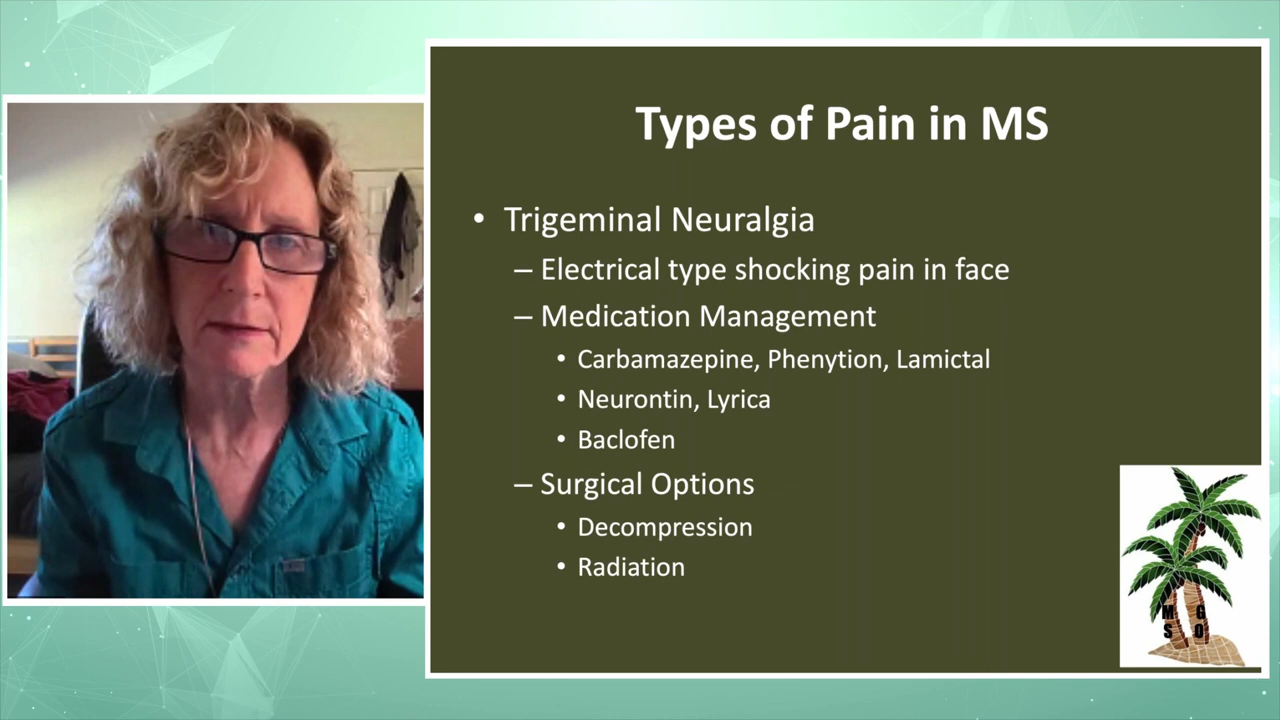 Types of Pain in MS
• Trigeminal Neuralgia
– Electrical type shocking pain in face
– Medication Management
• Carbamazepine, Phenytion, Lamictal
• Neurontin, Lyrica
• Baclofen
– Surgical Options
• Decompression
• Radiation
M G
S O